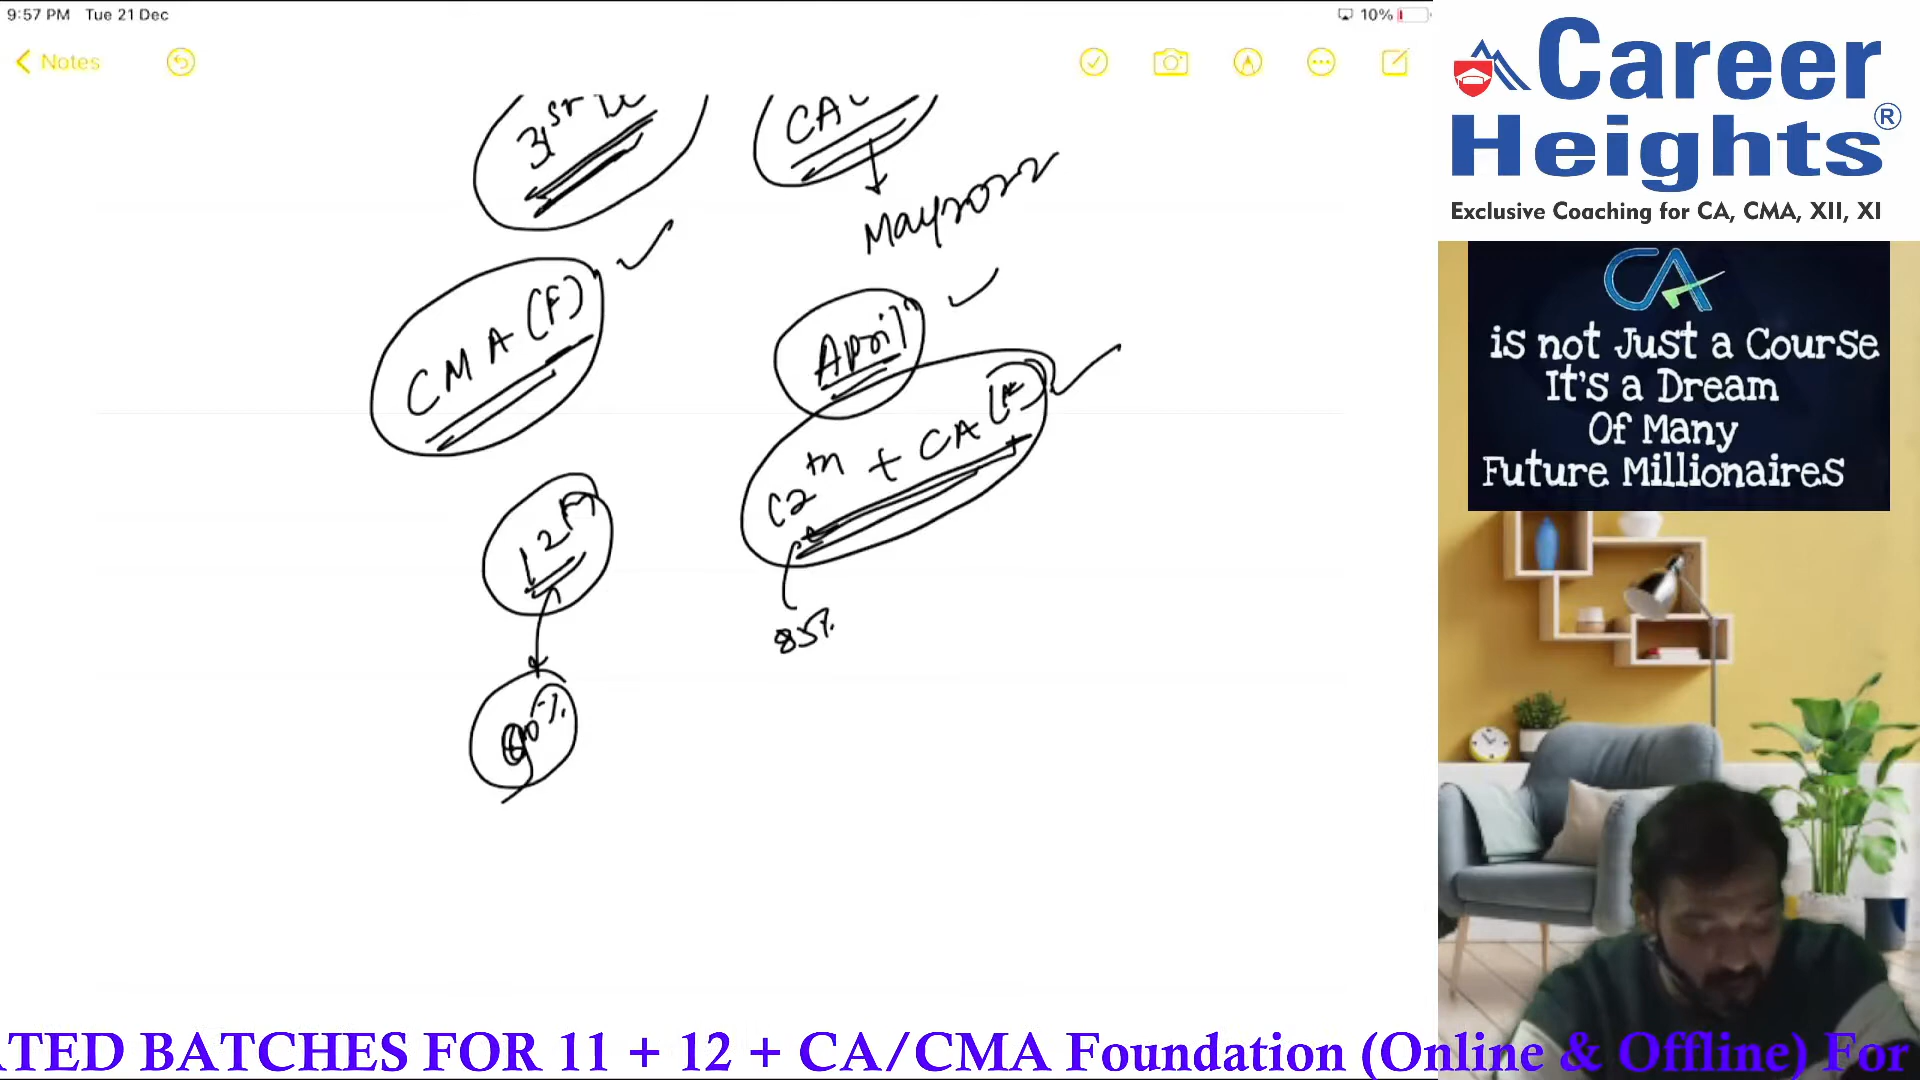 9:57 PM Tue 21 Dec
10%
Notes
31st
CA
May 2022
CMA (F)
April
12th + CA (F)
12th
85%
90%
Career
Heights®
Exclusive Coaching for CA, CMA, XII, XI
CA
is not Just a Course
It's a Dream
Of Many
Future Millionaires
TED BATCHES FOR 11 + 12 + CA/CMA Foundation (Online & Offline) For